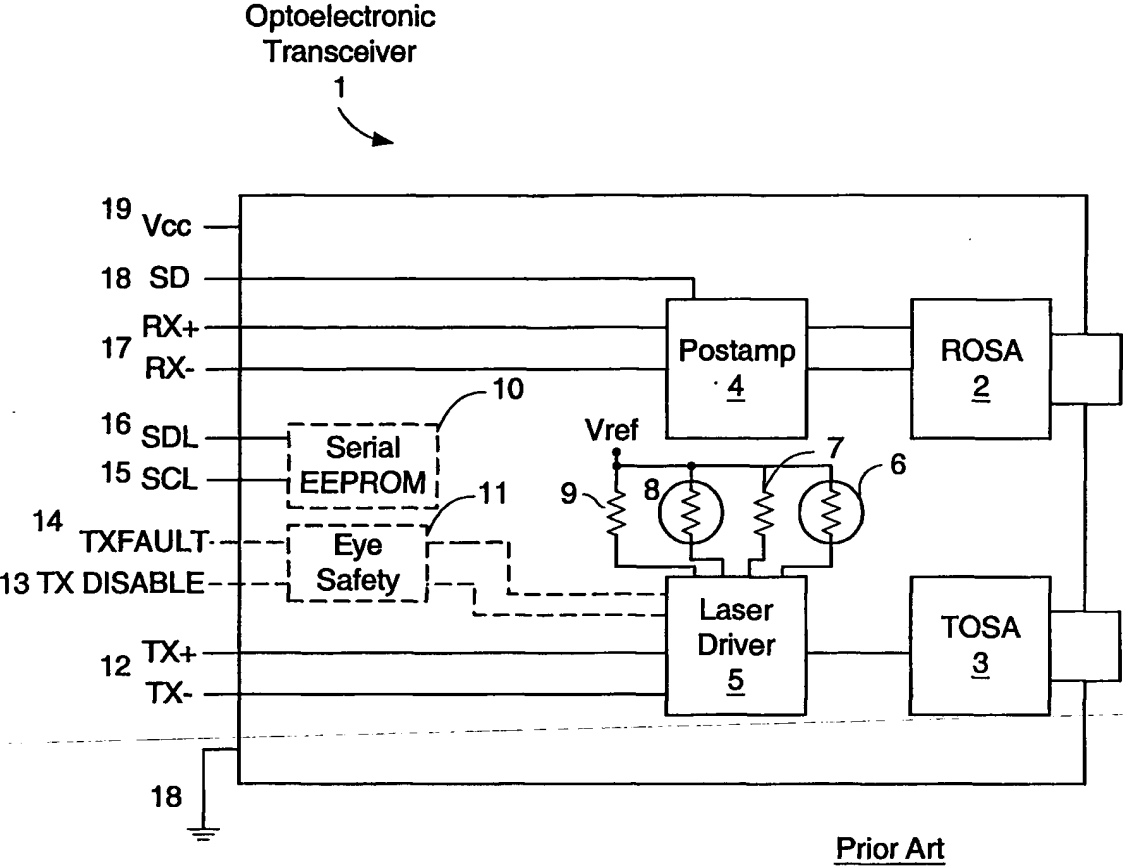 Optoelectronic
Transceiver
1
19 Vcc
18 SD
RX+
17
RX-
Postamp
4
ROSA
2
10
16 SDL
15 SCL
Serial
EEPROM
Vref
9
8
7
6
11
14 TXFAULT
13 TX DISABLE
Eye
Safety
12 TX+
TX-
Laser
Driver
5
TOSA
3
18
Prior Art